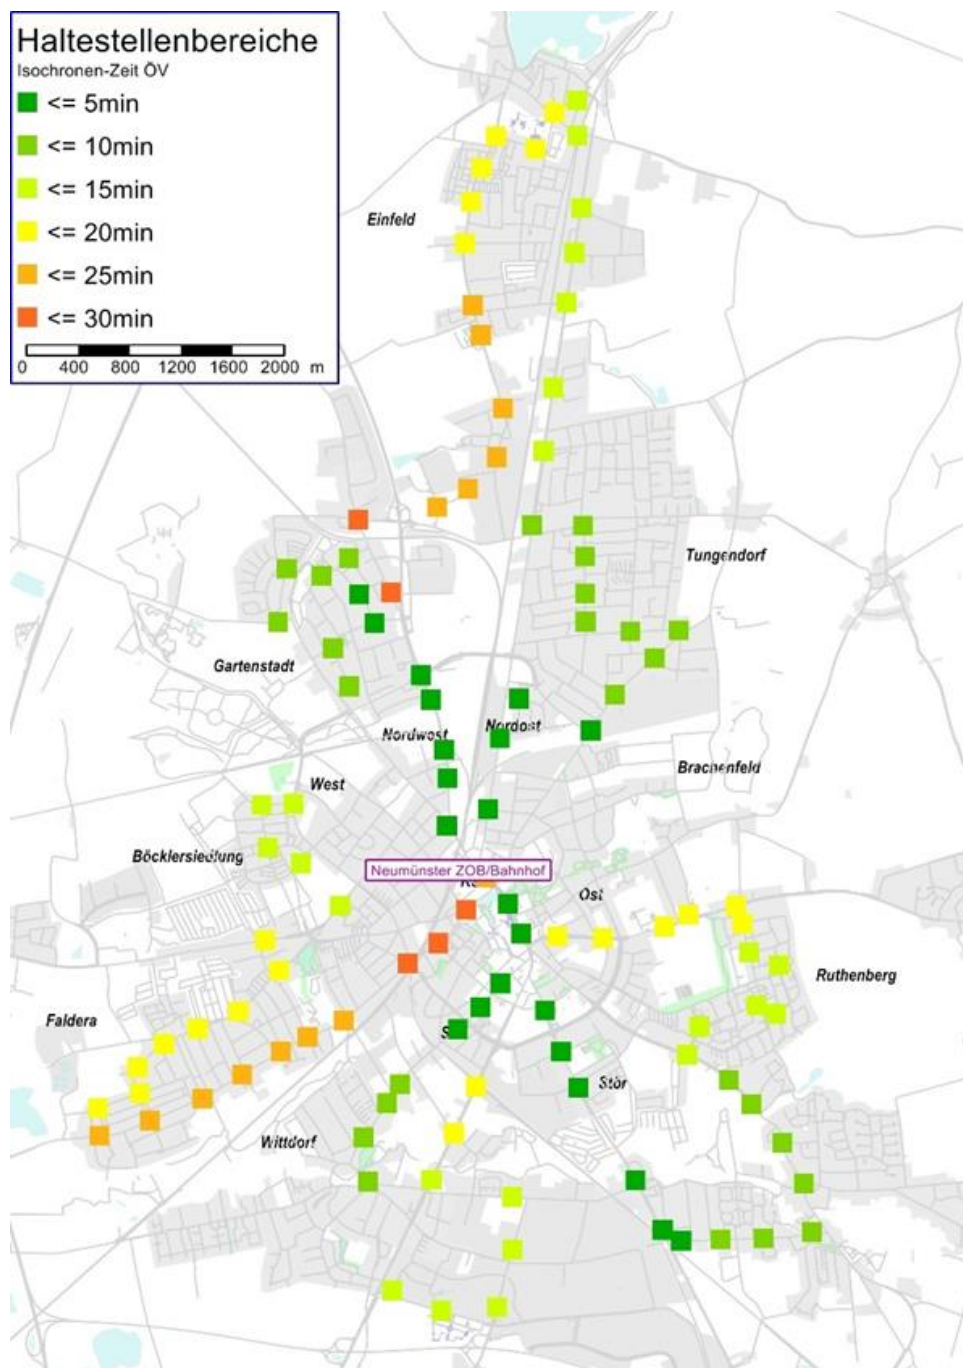 Haltestellenbereiche
Isochronen-Zeit ÖV
<= 5min
<= 10min
<= 15min
<= 20min
<= 25min
<= 30min
0 400 800 1200 1600 2000 m
Einfeld
Tungendorf
Gartenstadt
Nordwest
Nordost
Brachenfeld
West
Böcklersiedlung
Neumünster ZOB/Bahnhof
Ost
Ruthenberg
Faldera
Stör
Wittdorf